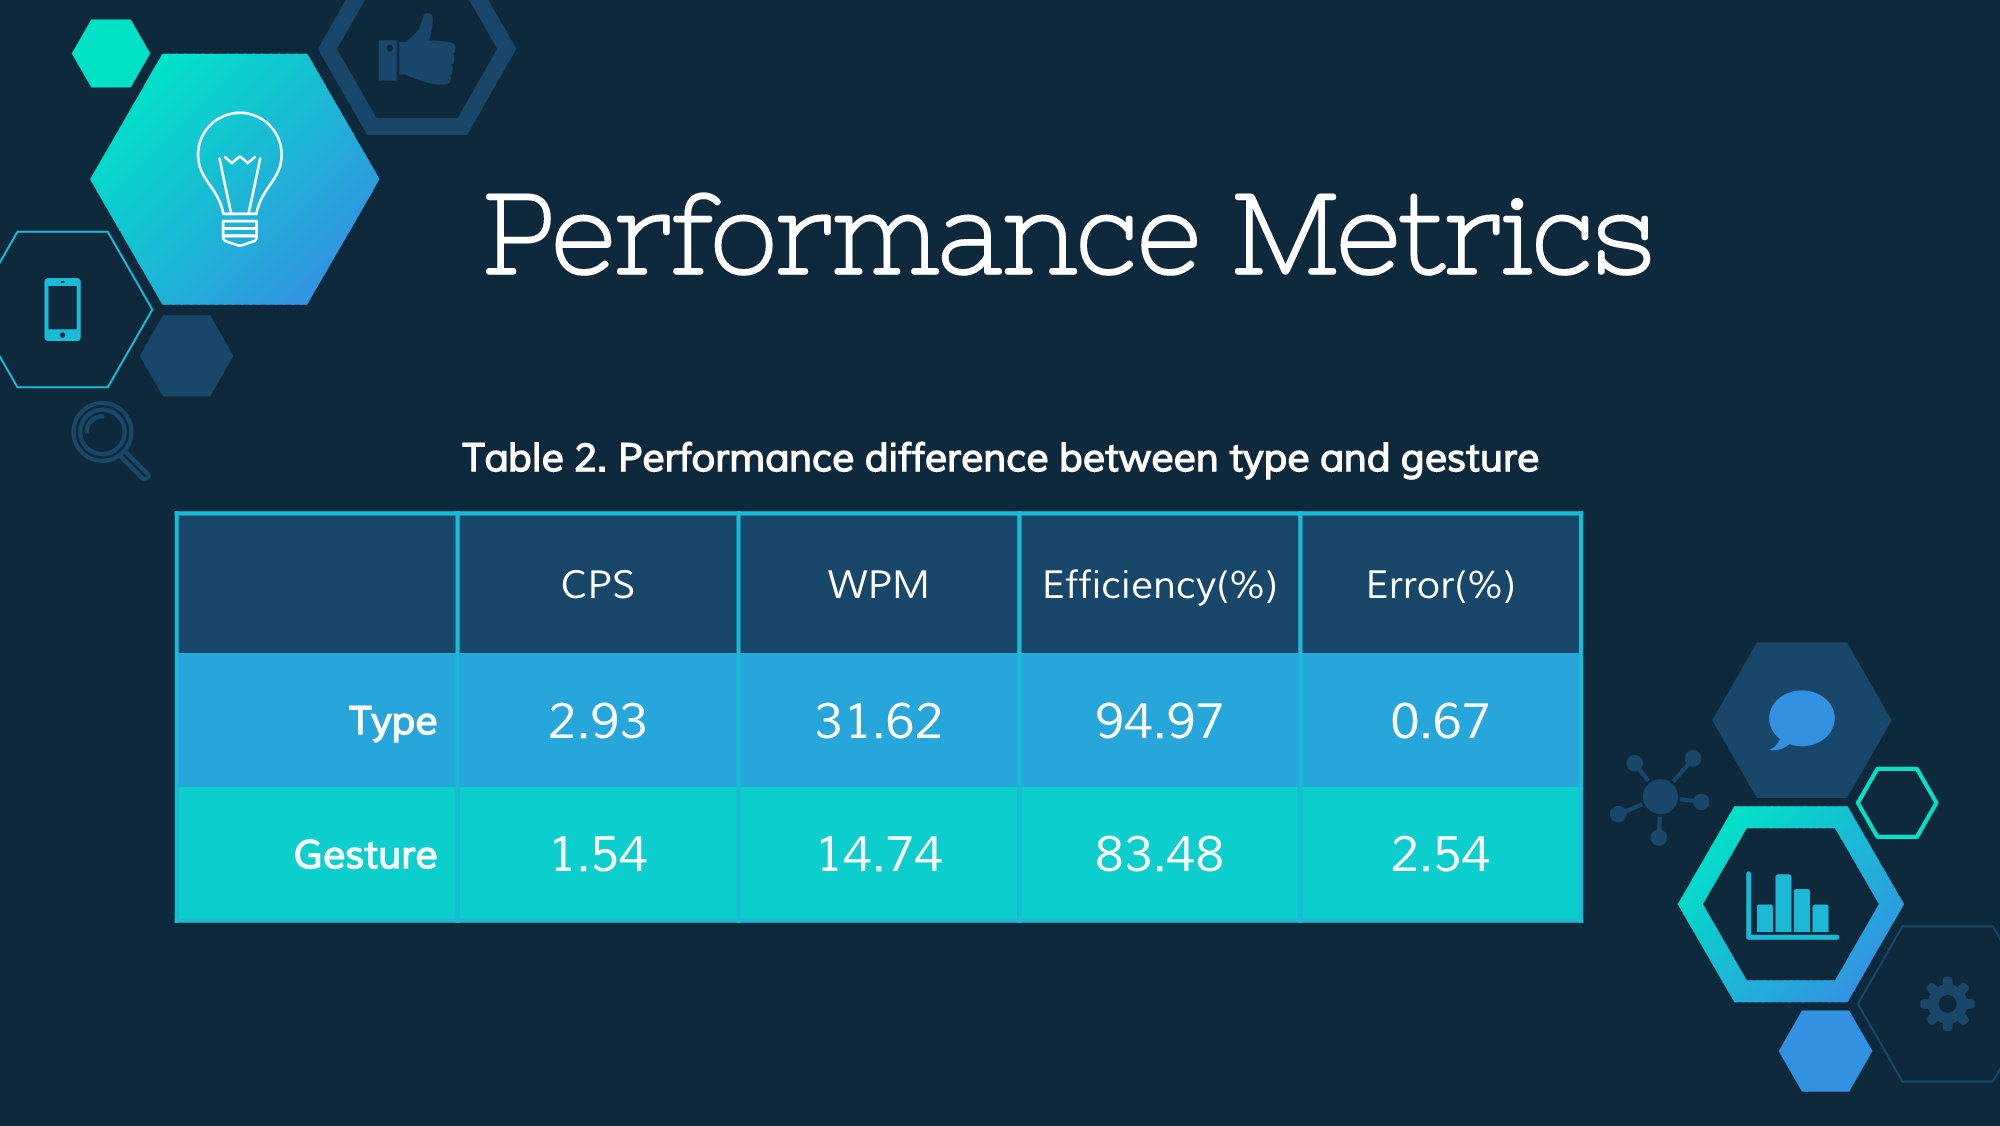 Performance Metrics
Table 2. Performance difference between type and gesture
CPS WPM Efficiency(%) Error(%)
Type 2.93 31.62 94.97 0.67
Gesture 1.54 14.74 83.48 2.54